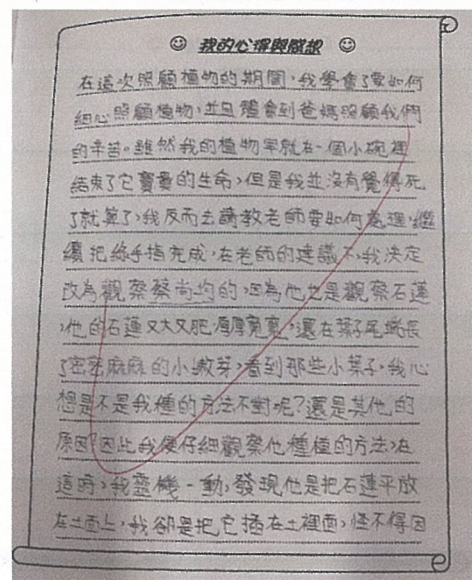 我的心得與感想
在這次照顧植物的期間，我學會了要如何
細心照顧植物，並且體會到爸媽照顧我們
的辛苦。雖然我的植物早就在一個小碗裡
結束了它寶貴的生命，但是我並沒有覺得死
了就算了，我反而去請教老師要如何處理，繼
續把綠手指完成，在老師的建議下，我決定
改為觀察蔡尚均的，因為他也是觀察石蓮
，他的石蓮又大又肥，厚厚寬寬，還在葉子尾端長
了密密麻麻的小嫩芽，看到那些小葉子，我心
想是不是我種的方法不對呢？還是其他的
原因？因此我便仔細觀察他種植的方法，在
這時，我靈機一動，發現他是把石蓮平放
在土面上，我卻是把它插在土裡面，怪不得因